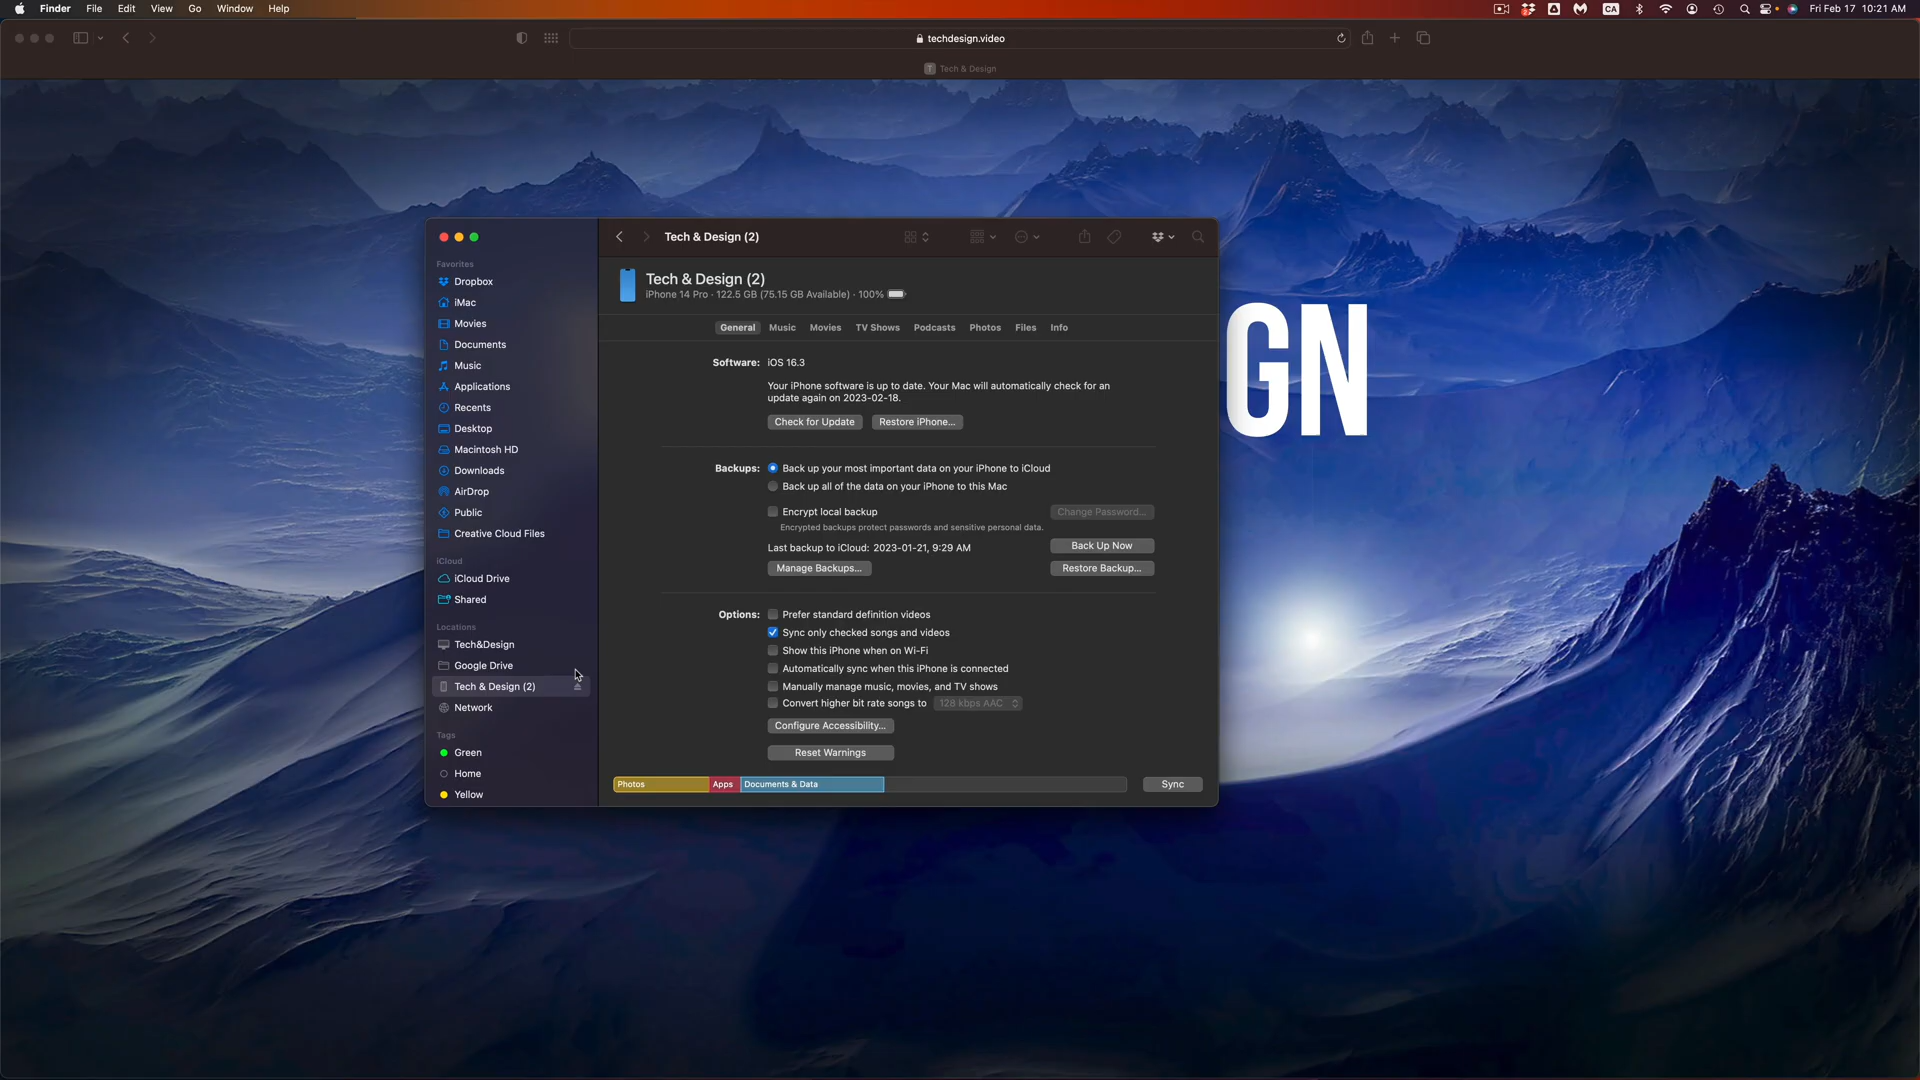 Finder File Edit View Go Window Help
CA
Fri Feb 17 10:21 AM
techdesign.video
T Tech & Design
GN
Tech & Design (2)
Favorites
Dropbox
iMac
Movies
Documents
Music
Applications
Recents
Desktop
Macintosh HD
Downloads
AirDrop
Public
Creative Cloud Files
iCloud
iCloud Drive
Shared
Locations
Tech&Design
Google Drive
Tech & Design (2)
Network
Tags
Green
Home
Yellow
Tech & Design (2)
iPhone 14 Pro · 122.5 GB (75.15 GB Available) · 100%
General Music Movies TV Shows Podcasts Photos Files Info
Software: iOS 16.3
Your iPhone software is up to date. Your Mac will automatically check for an
update again on 2023-02-18.
Check for Update Restore iPhone...
Backups: Back up your most important data on your iPhone to iCloud
Back up all of the data on your iPhone to this Mac
Encrypt local backup Change Password...
Encrypted backups protect passwords and sensitive personal data.
Last backup to iCloud: 2023-01-21, 9:29 AM Back Up Now
Manage Backups... Restore Backup...
Options: Prefer standard definition videos
Sync only checked songs and videos
Show this iPhone when on Wi-Fi
Automatically sync when this iPhone is connected
Manually manage music, movies, and TV shows
Convert higher bit rate songs to 128 kbps AAC
Configure Accessibility...
Reset Warnings
Photos Apps Documents & Data Sync